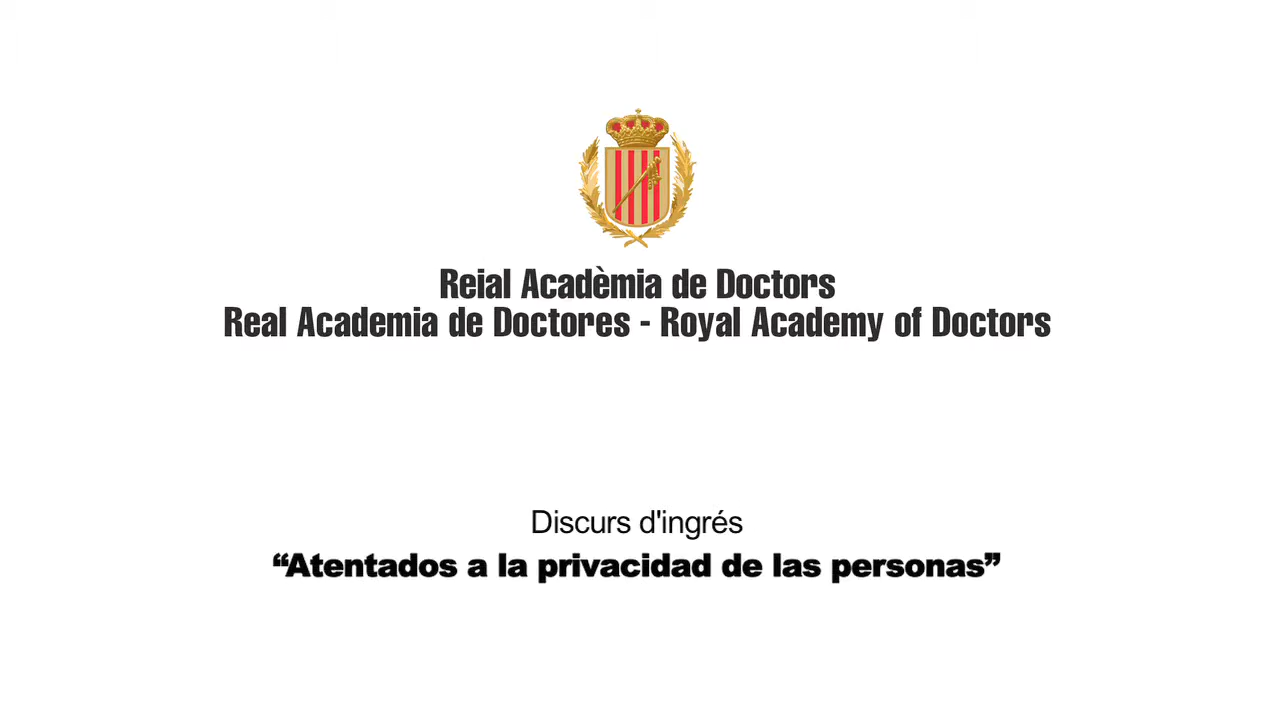 Reial Acadèmia de Doctors
Real Academia de Doctores - Royal Academy of Doctors
Discurs d'ingrés
“Atentados a la privacidad de las personas”